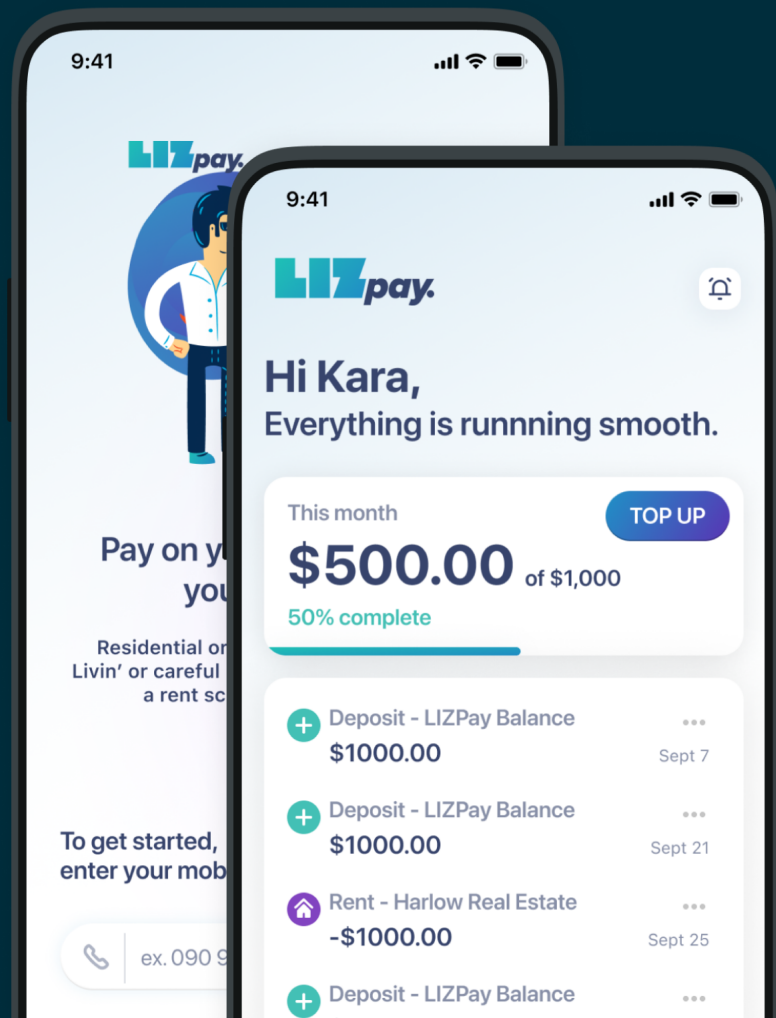 9:41
LIZpay.
Pay on
Residential or
Livin' or careful
a rent
To get started,
enter your
ex. 090 9
9:41
LIZpay.
Hi Kara,
Everything is runnning smooth.
This month
TOP UP
$500.00 of $1,000
50% complete
Deposit - LIZPay Balance
$1000.00
Sept 7
Deposit - LIZPay Balance
$1000.00
Sept 21
Rent - Harlow Real Estate
-$1000.00
Sept 25
Deposit - LIZPay Balance